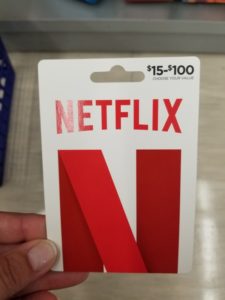 $15-$100
CHOOSE YOUR VALUE
NETFLIX
N